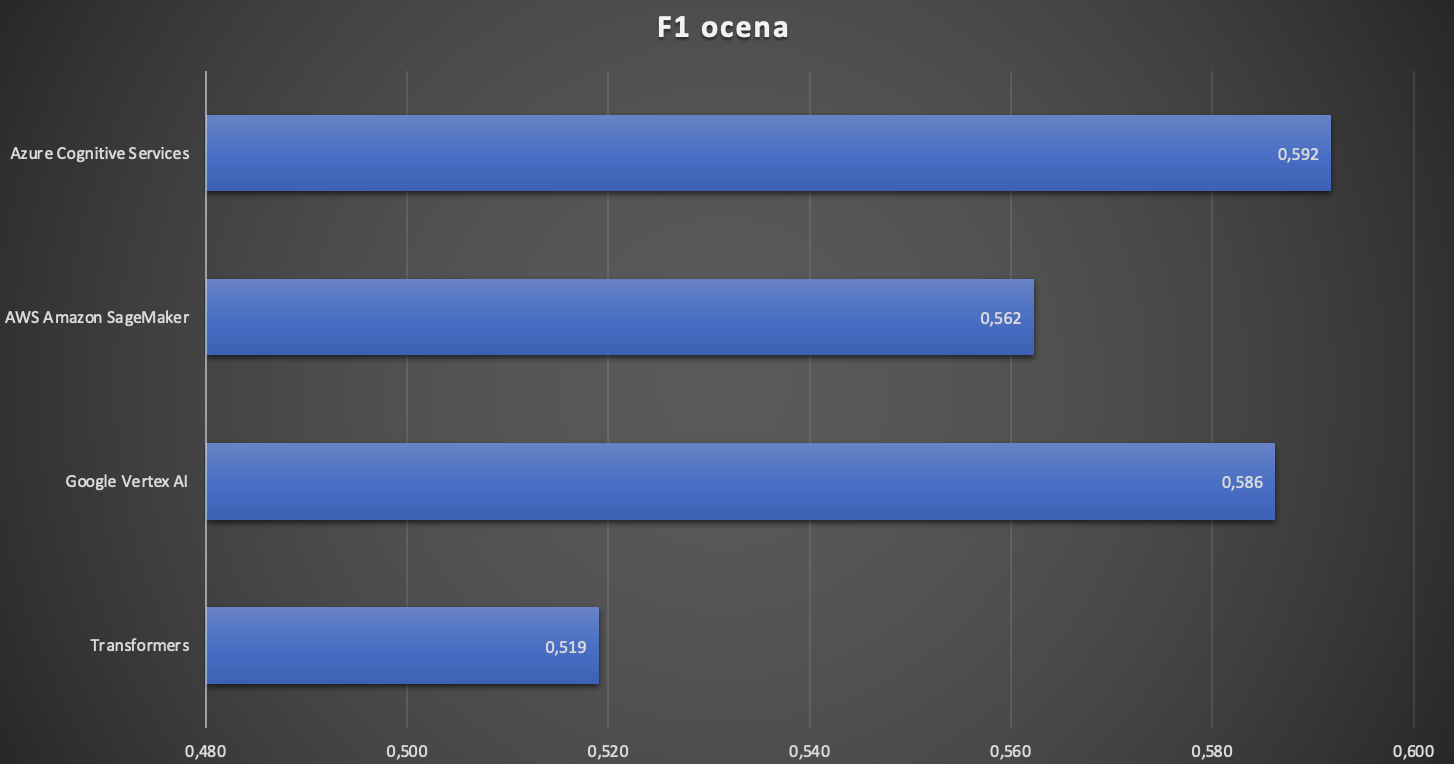 F1 ocena
Azure Cognitive Services
0,592
AWS Amazon SageMaker
0,562
Google Vertex AI
0,586
Transformers
0,519
0,480
0,500
0,520
0,540
0,560
0,580
0,600